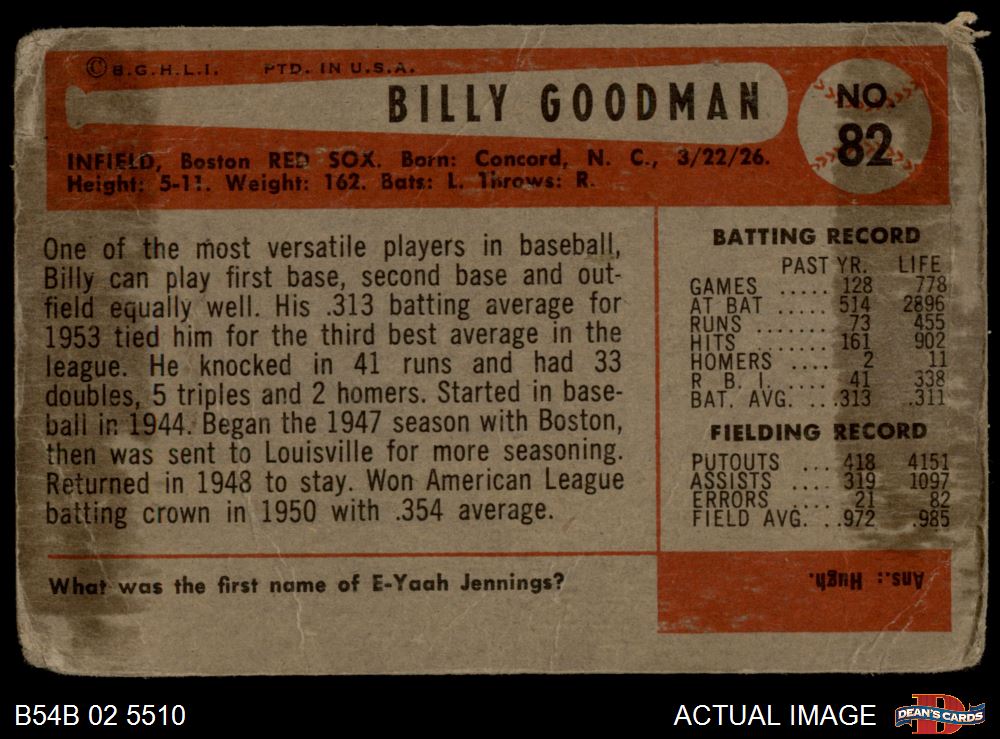 © B.G.H.L.I. PTD. IN U.S.A.
BILLY GOODMAN
NO.
82
INFIELD, Boston RED SOX. Born: Concord, N. C., 3/22/26.
Height: 5-11. Weight: 162. Bats: L. Throws: R.
One of the most versatile players in baseball,
Billy can play first base, second base and out-
field equally well. His .313 batting average for
1953 tied him for the third best average in the
league. He knocked in 41 runs and had 33
doubles, 5 triples and 2 homers. Started in base-
ball in 1944. Began the 1947 season with Boston,
then was sent to Louisville for more seasoning.
Returned in 1948 to stay. Won American League
batting crown in 1950 with .354 average.
BATTING RECORD
PAST YR. LIFE
GAMES ..... 128 778
AT BAT ..... 514 2896
RUNS ........ 73 455
HITS ....... 161 902
HOMERS .... 2 11
R. B. I. .... 41 338
BAT. AVG. ...313 .311
FIELDING RECORD
PUTOUTS ... 418 4151
ASSISTS .... 319 1097
ERRORS ..... 21 82
FIELD AVG. ..972 .985
What was the first name of E-Yaah Jennings?
Ans.: Hugh.
B54B 02 5510
ACTUAL IMAGE
D
DEAN'S CARDS